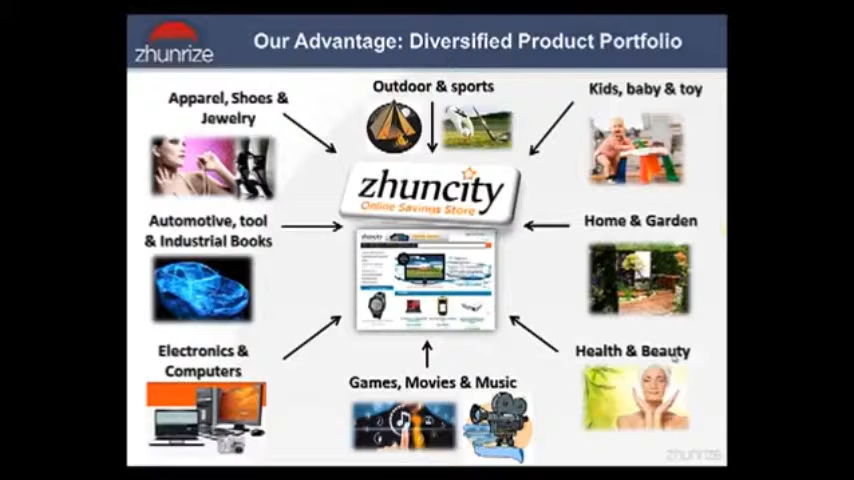 zhunrize
Our Advantage: Diversified Product Portfolio
Apparel, Shoes &
Jewelry
Outdoor & sports
Kids, baby & toy
zhuncity
Online Savings Store
Automotive, tool
& Industrial Books
Home & Garden
zhuncity
Electronics &
Computers
Games, Movies & Music
Health & Beauty
zhunrize